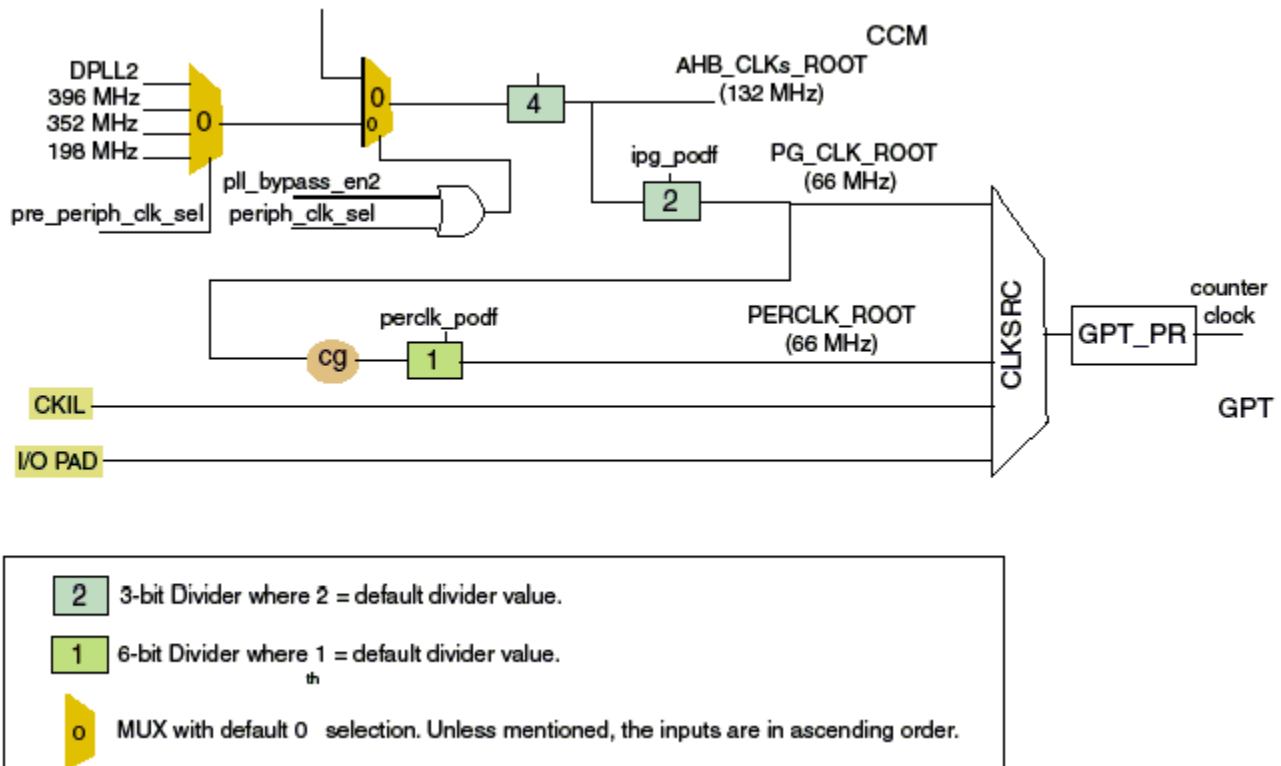 CCM
DPLL2
396 MHz
352 MHz
198 MHz
0
0
o
4
AHB_CLKs_ROOT
(132 MHz)
pre_periph_clk_sel
pll_bypass_en2
periph_clk_sel
ipg_podf
2
PG_CLK_ROOT
(66 MHz)
cg
perclk_podf
1
PERCLK_ROOT
(66 MHz)
CLKSRC
GPT_PR
counter
clock
CKIL
GPT
I/O PAD
2 3-bit Divider where 2 = default divider value.
1 6-bit Divider where 1 = default divider value.
th
o MUX with default 0 selection. Unless mentioned, the inputs are in ascending order.